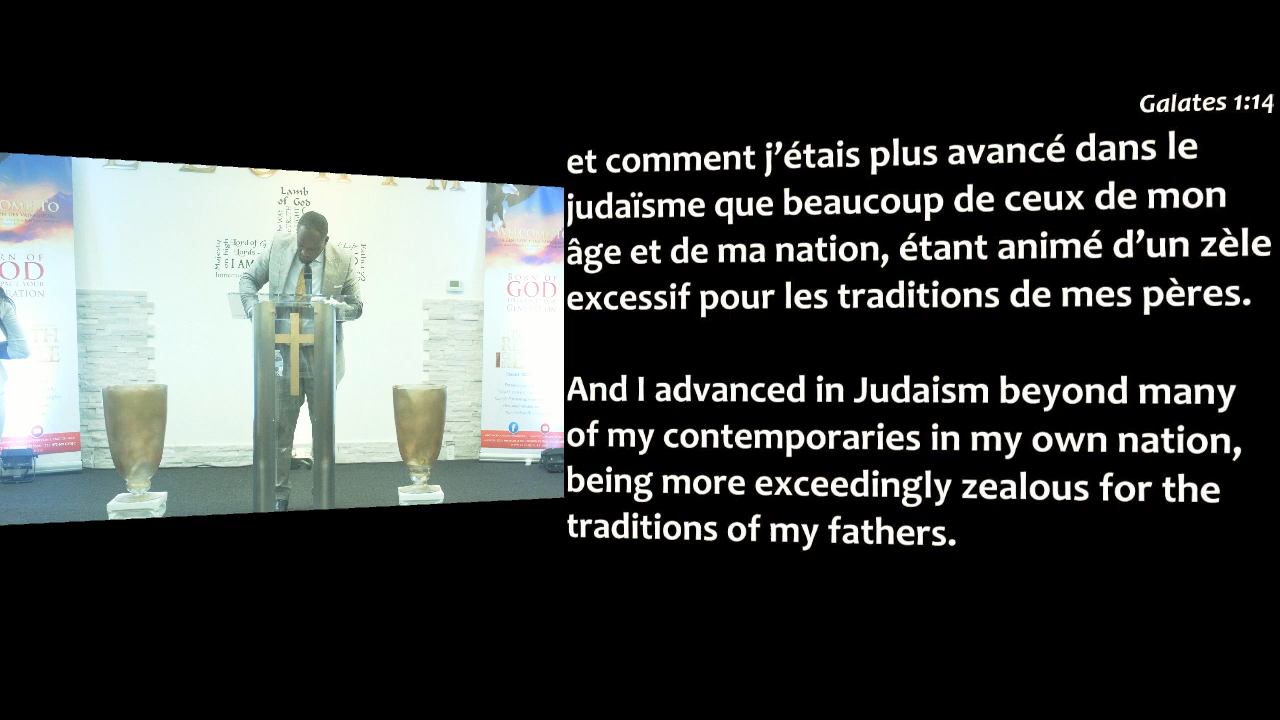 Galates 1:14
et comment j'étais plus avancé dans le
judaïsme que beaucoup de ceux de mon
âge et de ma nation, étant animé d'un zèle
excessif pour les traditions de mes pères.
And I advanced in Judaism beyond many
of my contemporaries in my own nation,
being more exceedingly zealous for the
traditions of my fathers.
Lamb
of God
I AM
GOD
GOD